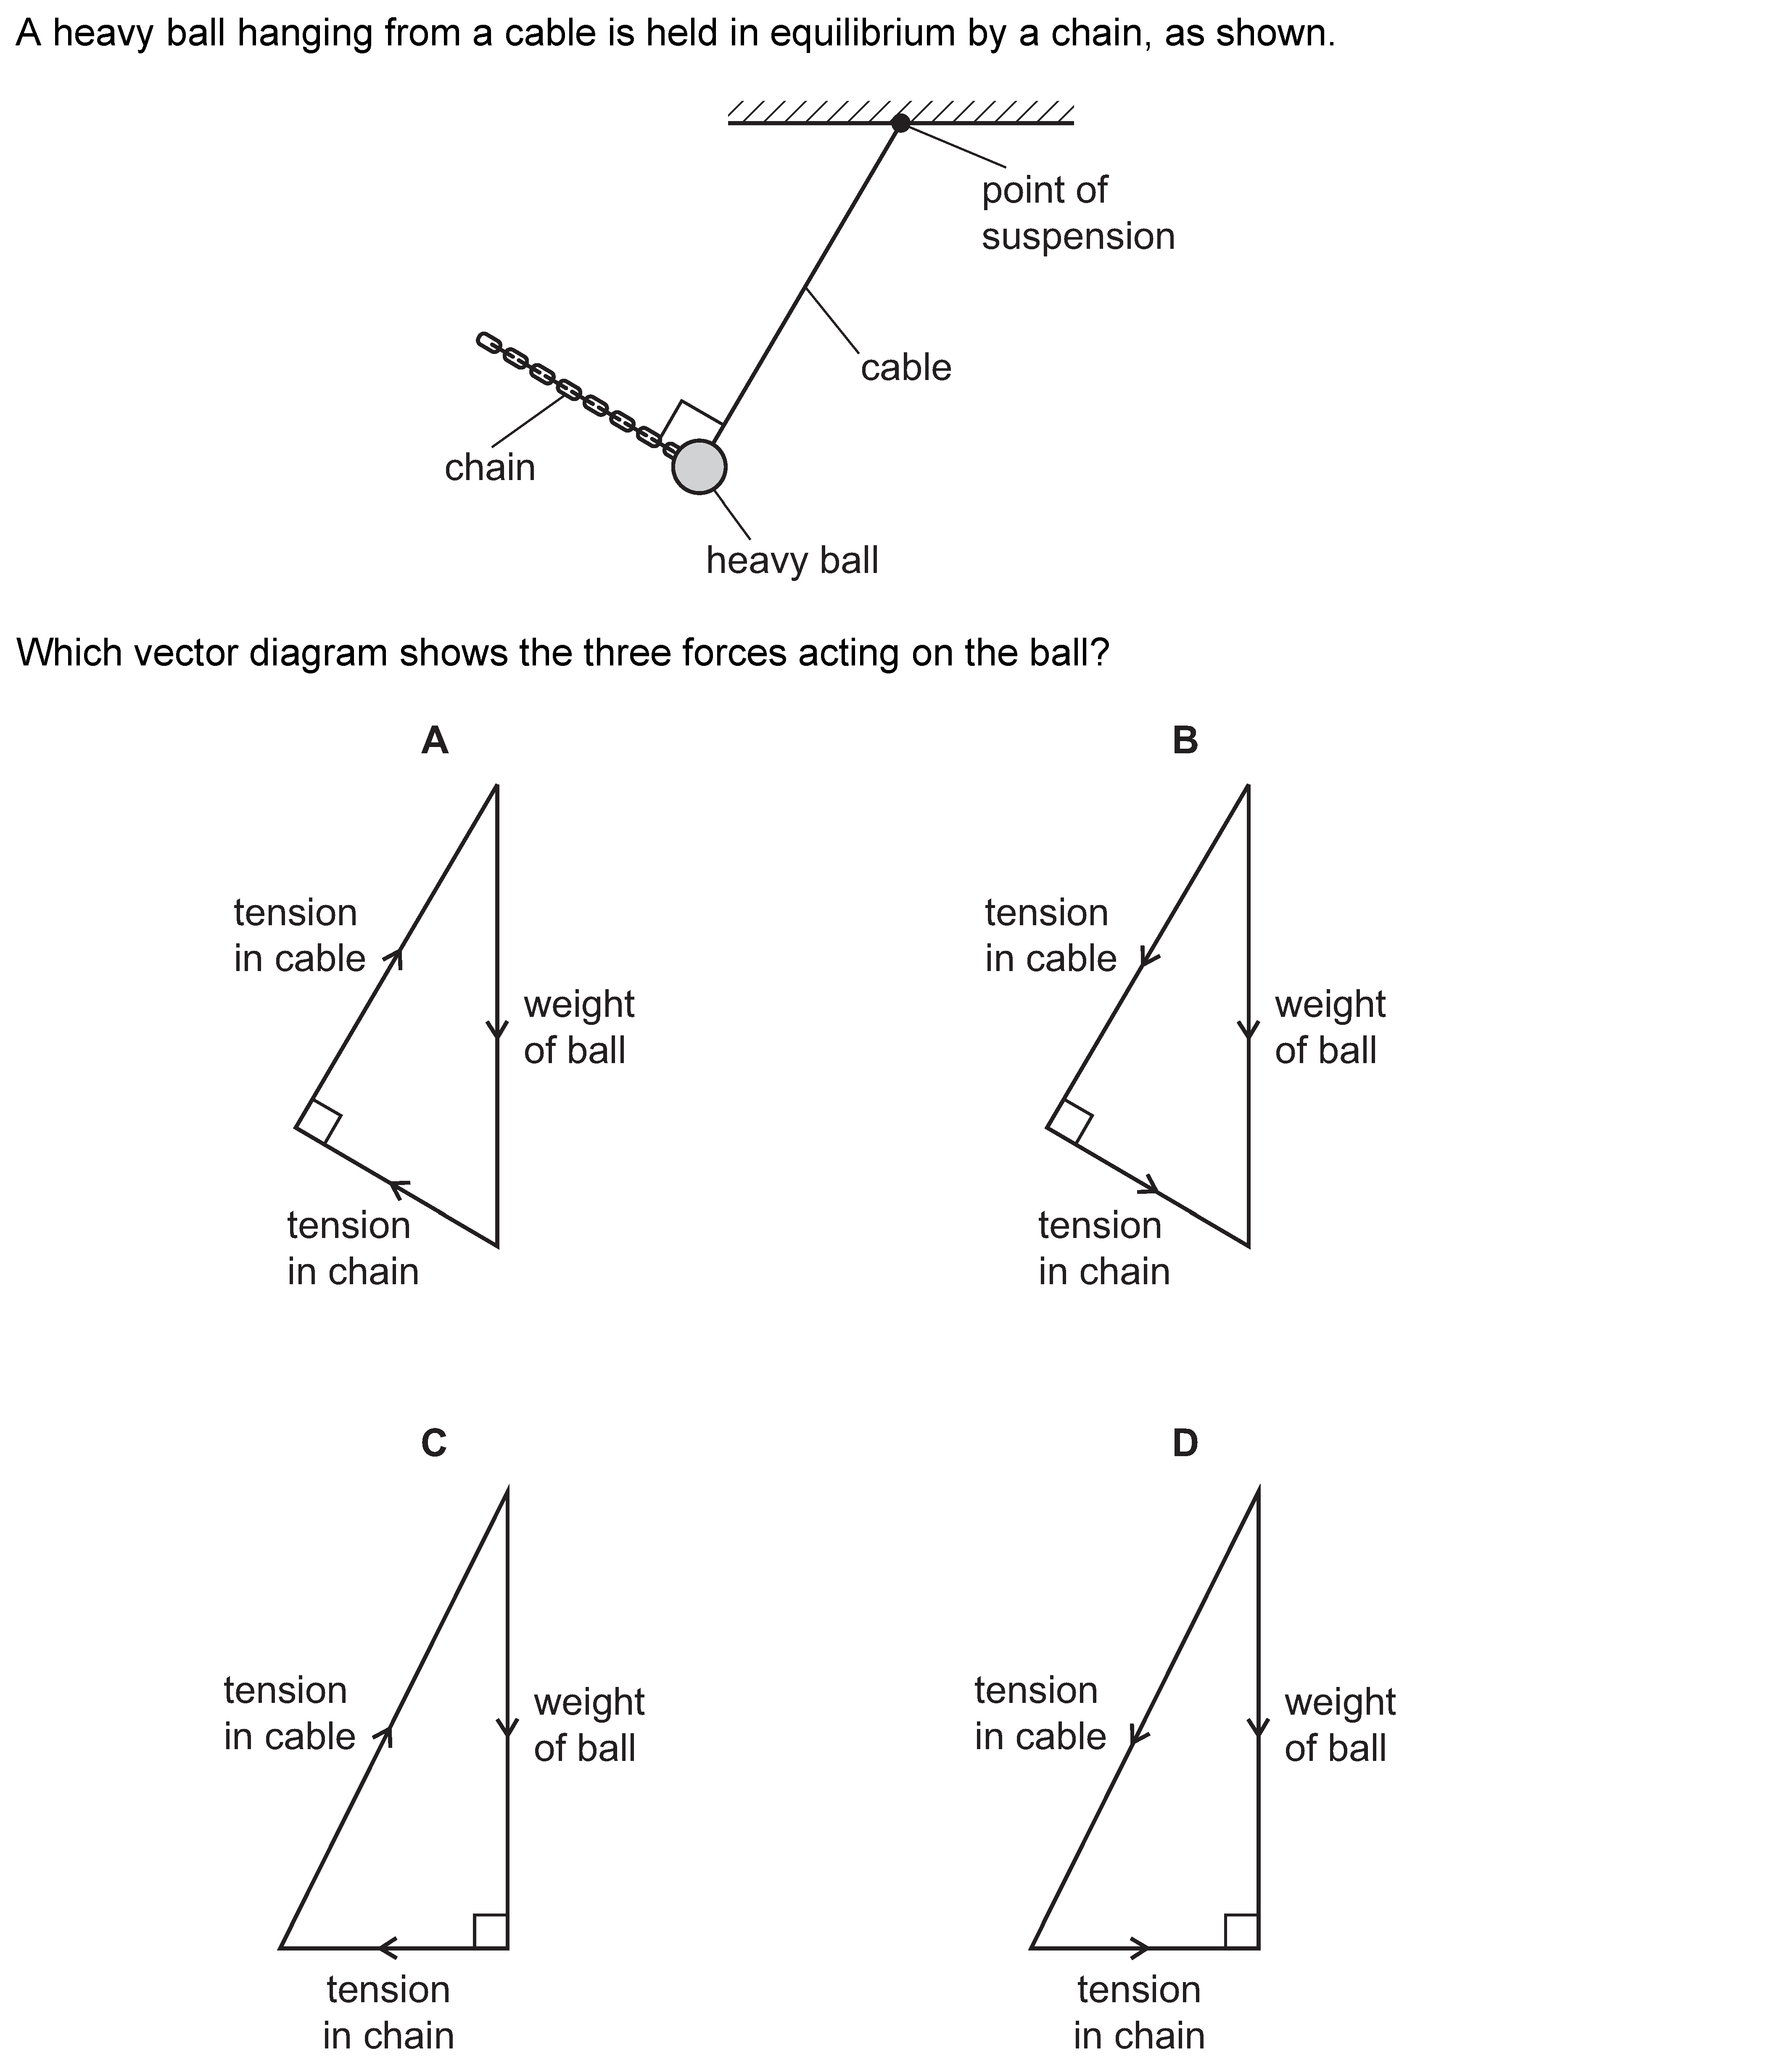 A heavy ball hanging from a cable is held in equilibrium by a chain, as shown.
point of
suspension
cable
chain
heavy ball
Which vector diagram shows the three forces acting on the ball?
A
tension
in cable
weight
of ball
tension
in chain
B
tension
in cable
weight
of ball
tension
in chain
C
tension
in cable
weight
of ball
tension
in chain
D
tension
in cable
weight
of ball
tension
in chain